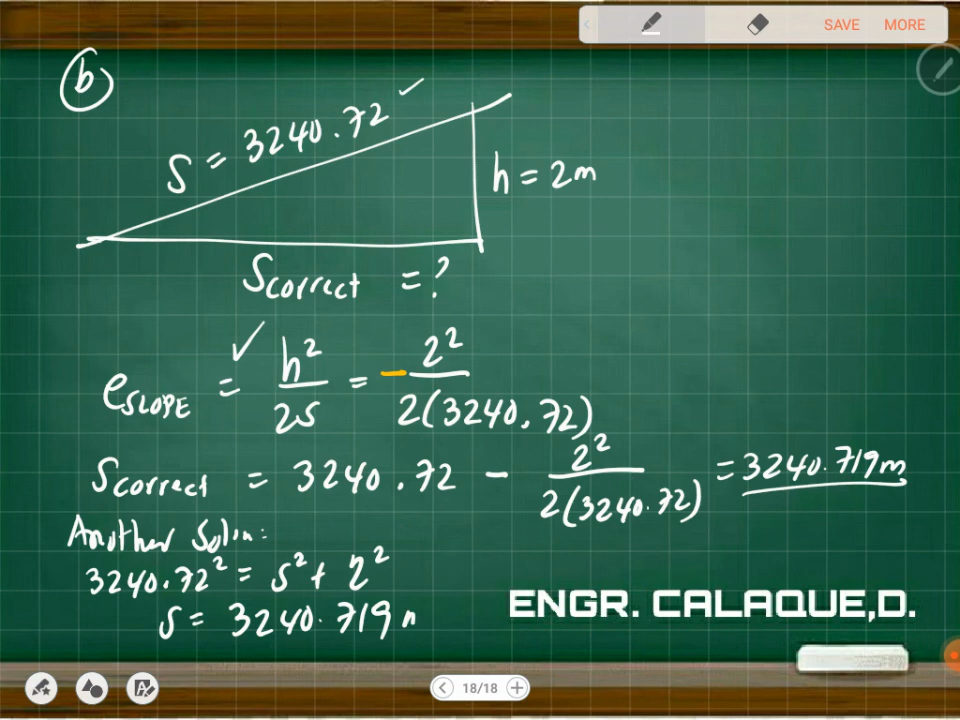 SAVE MORE
b
S = 3240.72 ✓
h = 2m
Scorrect = ?
✓
eSLOPE = h²/2S = -2²/2(3240.72)
Scorrect = 3240.72 - 2²/2(3240.72) = 3240.719m
Another Soln:
3240.72² = S² + 2²
S = 3240.719 m
ENGR. CALAQUE,D.
18/18